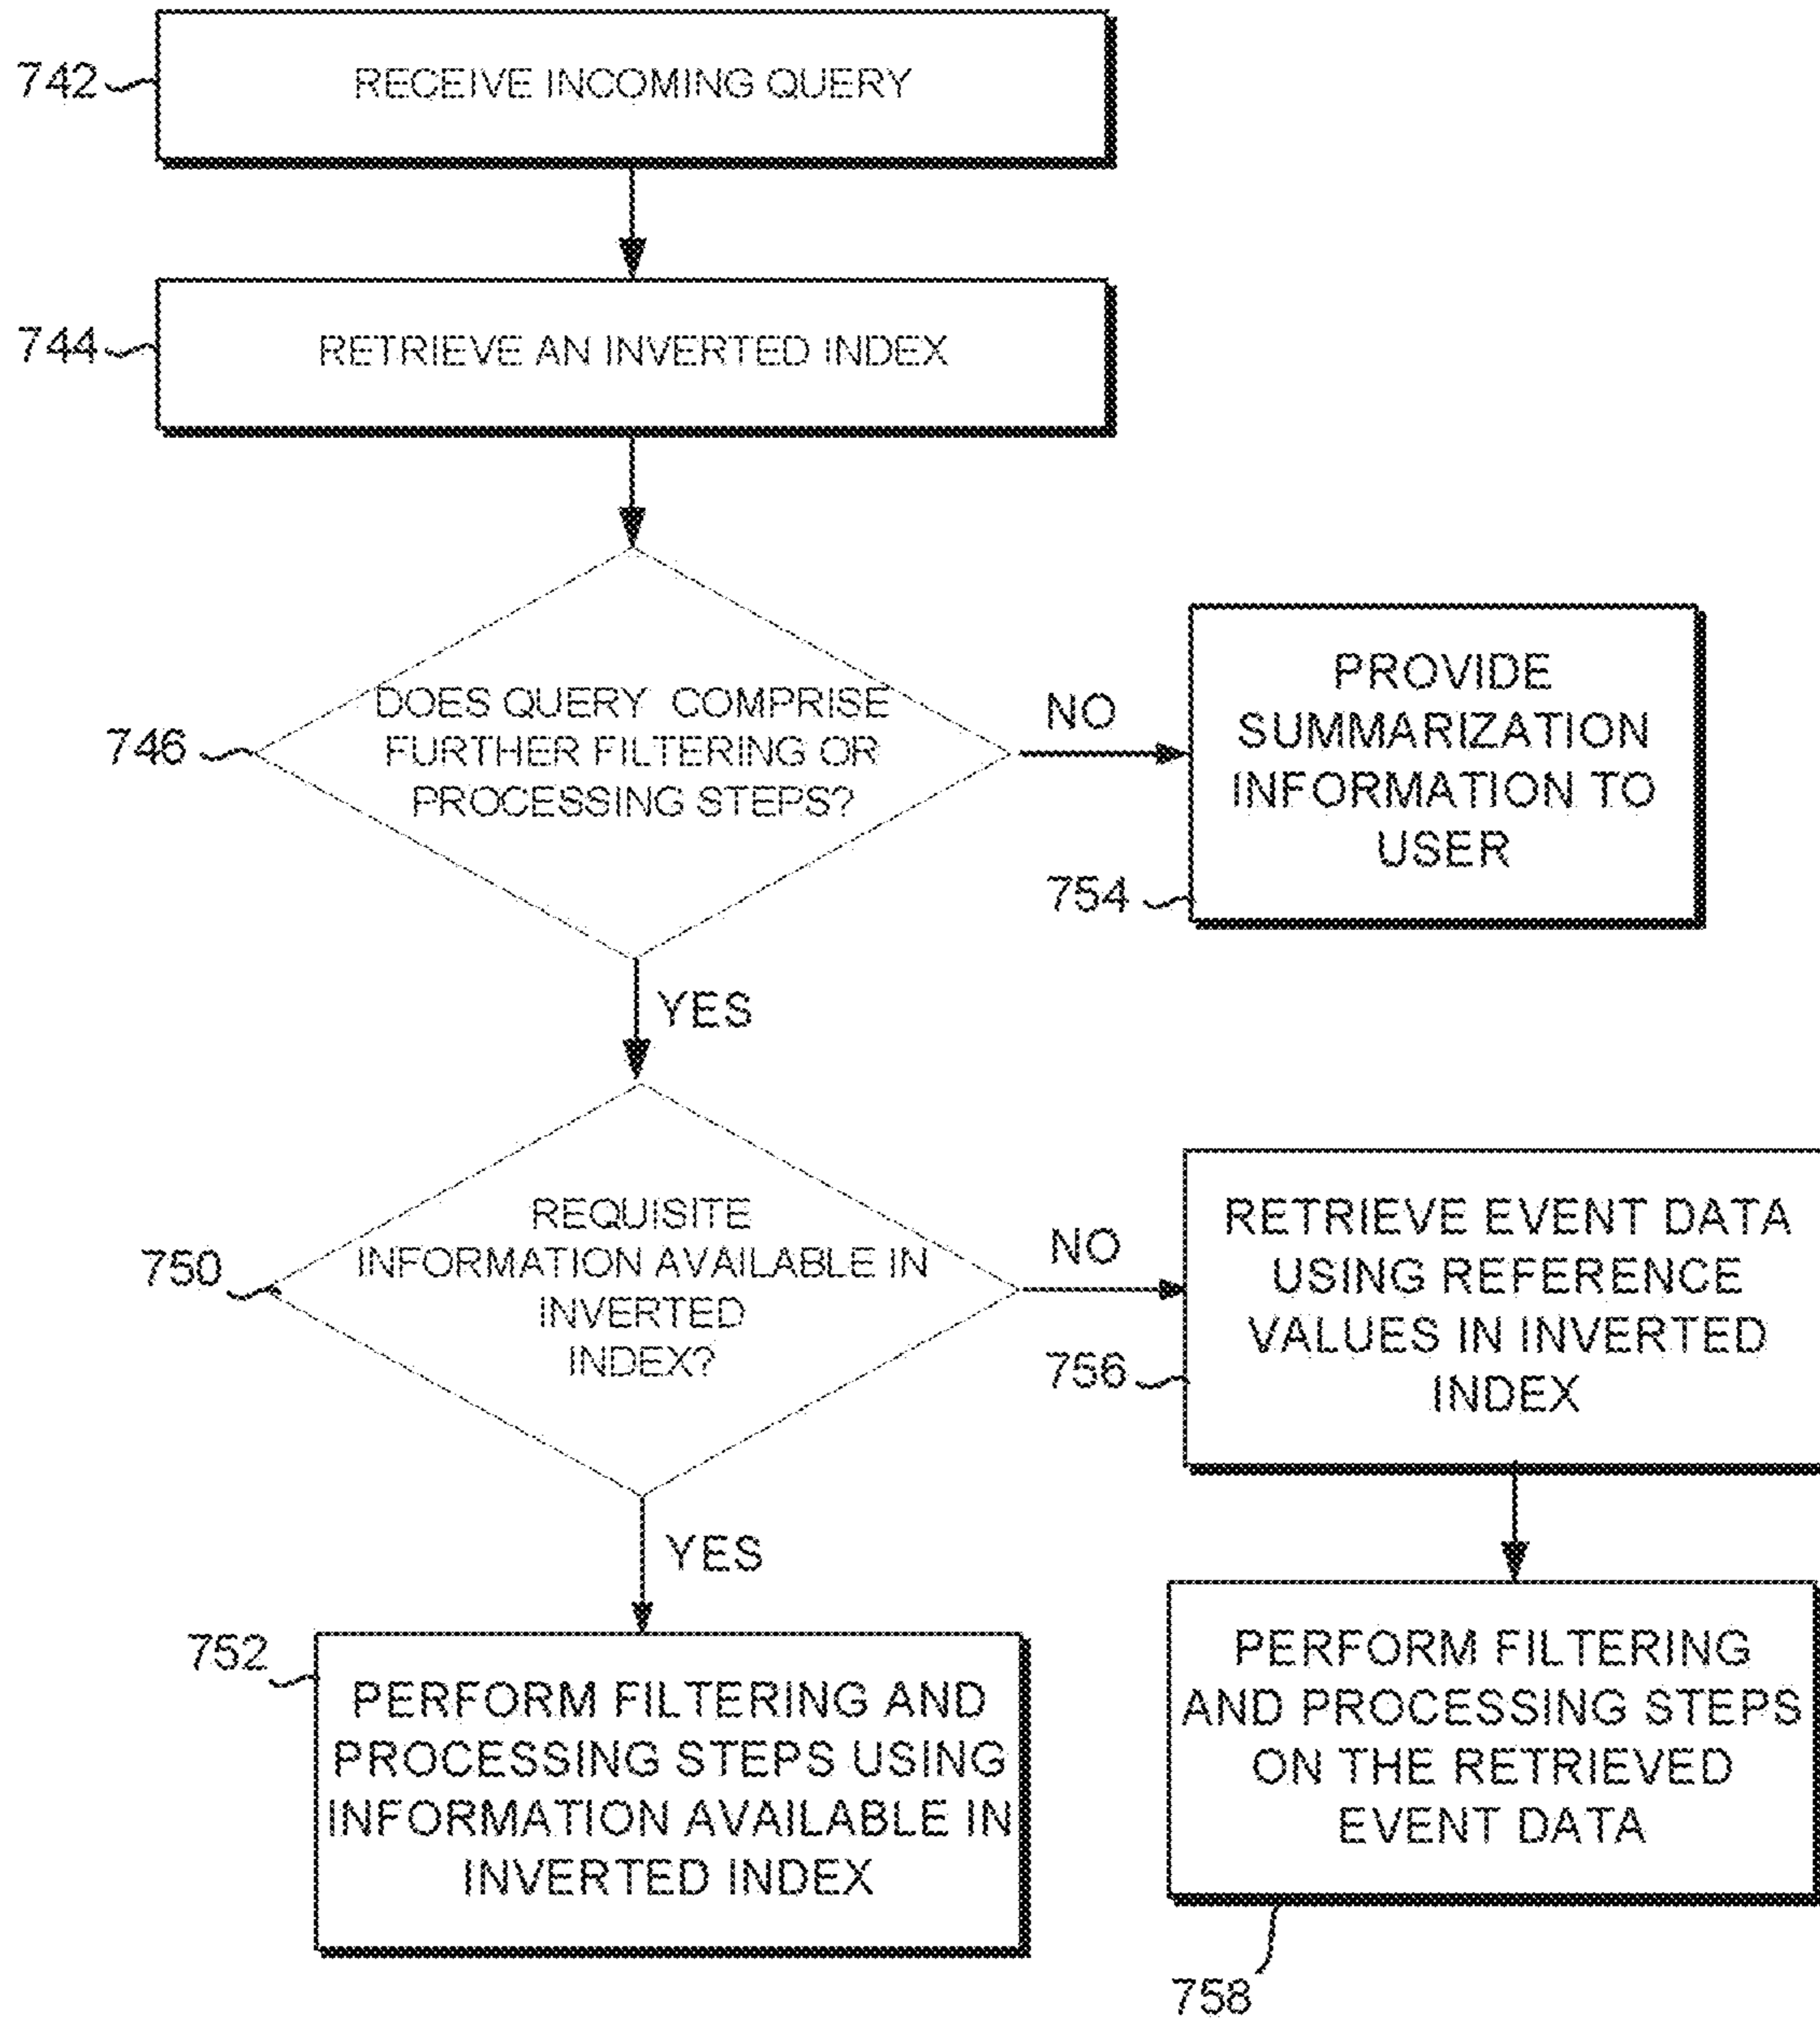 742
RECEIVE INCOMING QUERY
744
RETRIEVE AN INVERTED INDEX
746
DOES QUERY COMPRISE
FURTHER FILTERING OR
PROCESSING STEPS?
NO
PROVIDE
SUMMARIZATION
INFORMATION TO
USER
754
YES
750
REQUISITE
INFORMATION AVAILABLE IN
INVERTED
INDEX?
NO
RETRIEVE EVENT DATA
USING REFERENCE
VALUES IN INVERTED
INDEX
756
YES
752
PERFORM FILTERING AND
PROCESSING STEPS USING
INFORMATION AVAILABLE IN
INVERTED INDEX
PERFORM FILTERING
AND PROCESSING STEPS
ON THE RETRIEVED
EVENT DATA
758